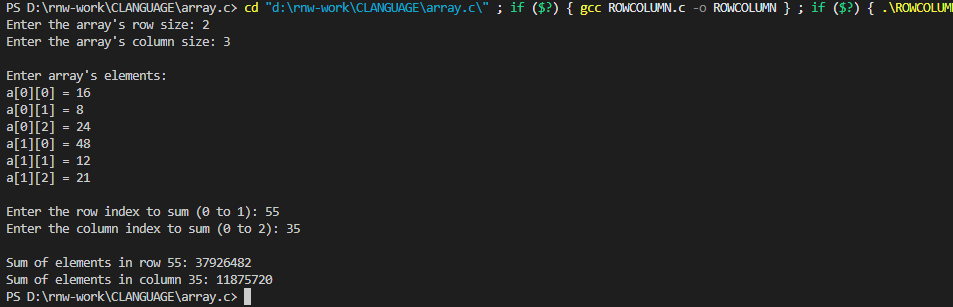 PS D:\rnw-work\CLANGUAGE\array.c> cd "d:\rnw-work\CLANGUAGE\array.c\" ; if ($?) { gcc ROWCOLUMN.c -o ROWCOLUMN } ; if ($?) { .\ROWCOLUM
Enter the array's row size: 2
Enter the array's column size: 3
Enter array's elements:
a[0][0] = 16
a[0][1] = 8
a[0][2] = 24
a[1][0] = 48
a[1][1] = 12
a[1][2] = 21
Enter the row index to sum (0 to 1): 55
Enter the column index to sum (0 to 2): 35
Sum of elements in row 55: 37926482
Sum of elements in column 35: 11875720
PS D:\rnw-work\CLANGUAGE\array.c>